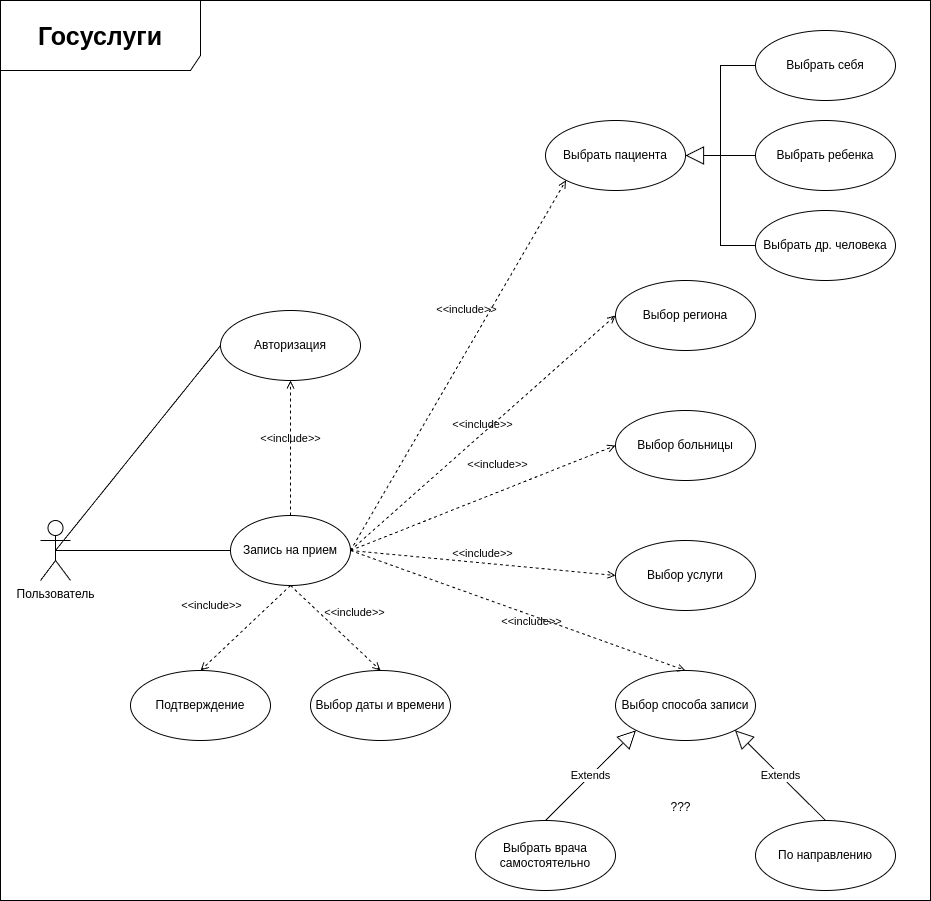 Госуслуги
Выбрать себя
Выбрать пациента
Выбрать ребенка
Выбрать др. человека
<<include>>
Выбор региона
Авторизация
<<include>>
<<include>>
Выбор больницы
<<include>>
Запись на прием
<<include>>
Выбор услуги
Пользователь
<<include>>
<<include>>
<<include>>
Подтверждение
Выбор даты и времени
Выбор способа записи
Extends
Extends
???
Выбрать врача
самостоятельно
По направлению